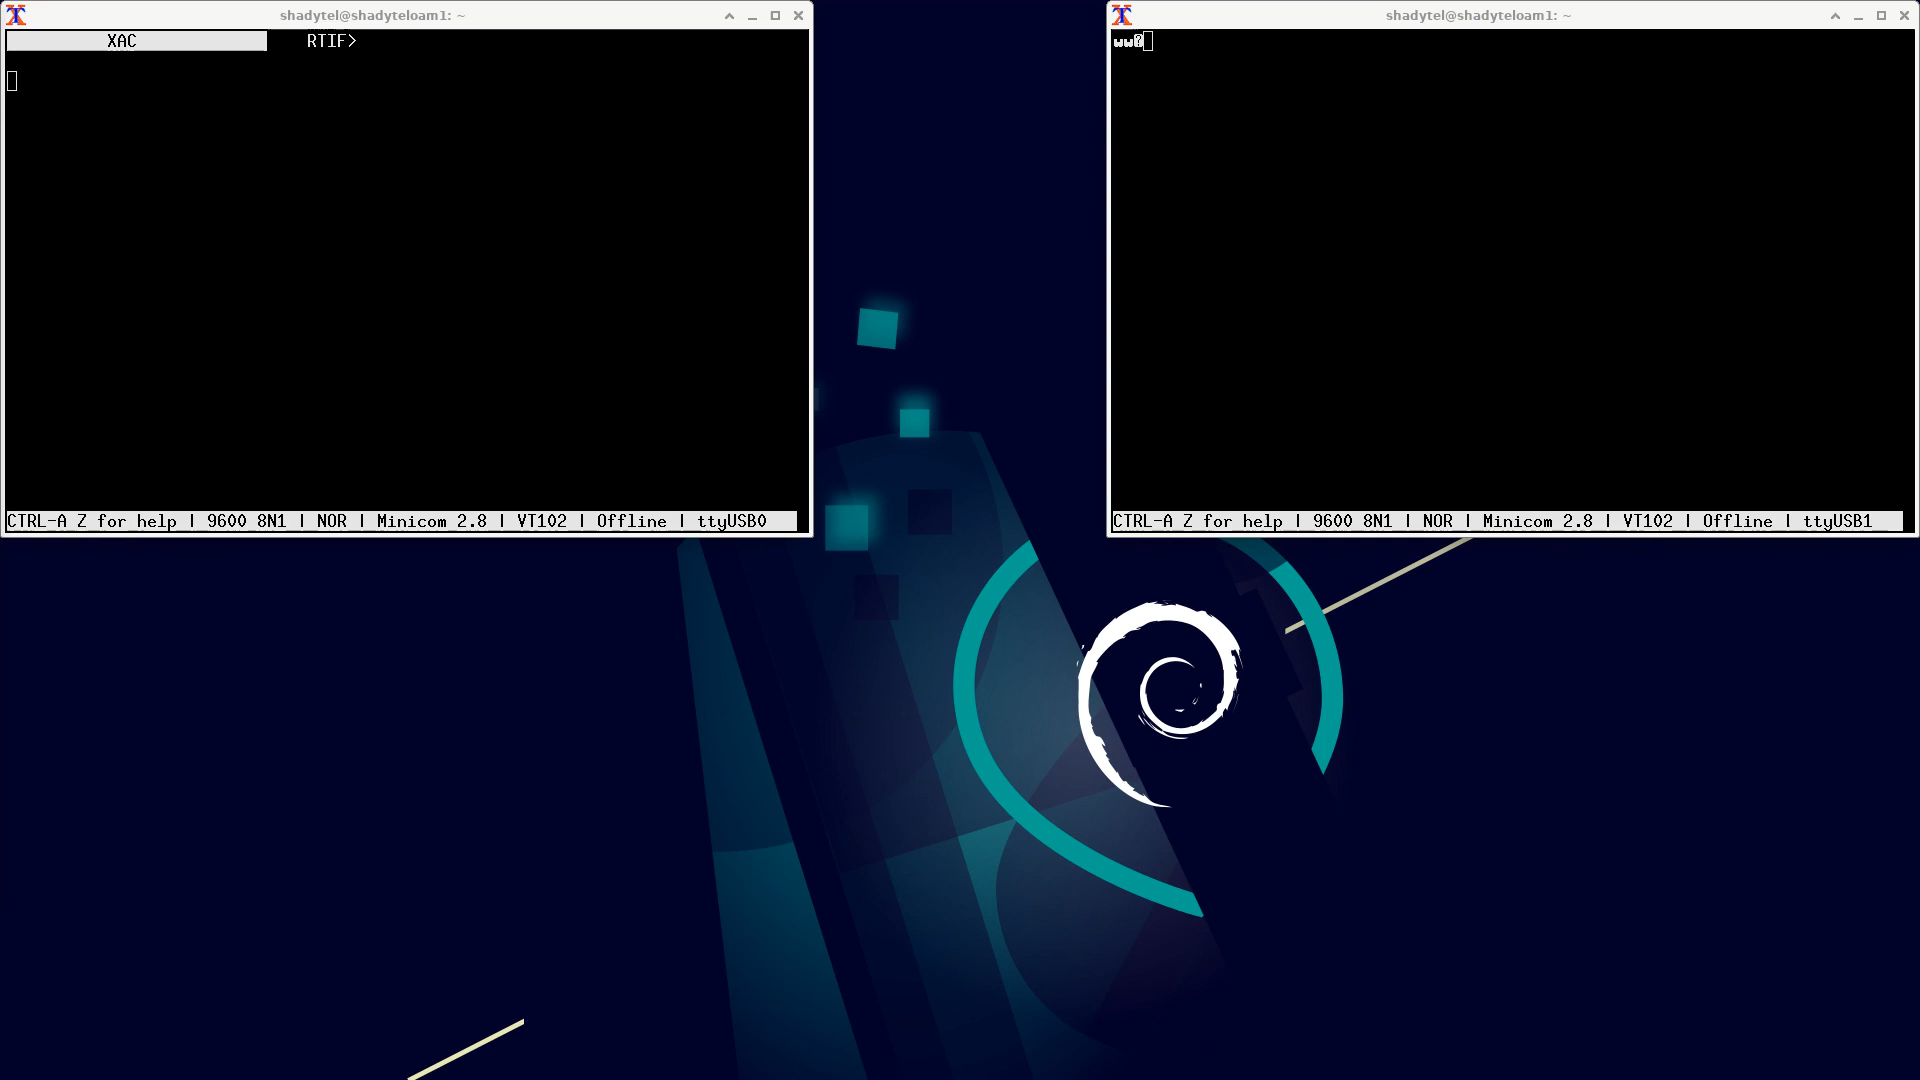 shadytel@shadyteloam1: ~
XAC RTIF>
CTRL-A Z for help | 9600 8N1 | NOR | Minicom 2.8 | VT102 | Offline | ttyUSB0
shadytel@shadyteloam1: ~
ww
CTRL-A Z for help | 9600 8N1 | NOR | Minicom 2.8 | VT102 | Offline | ttyUSB1